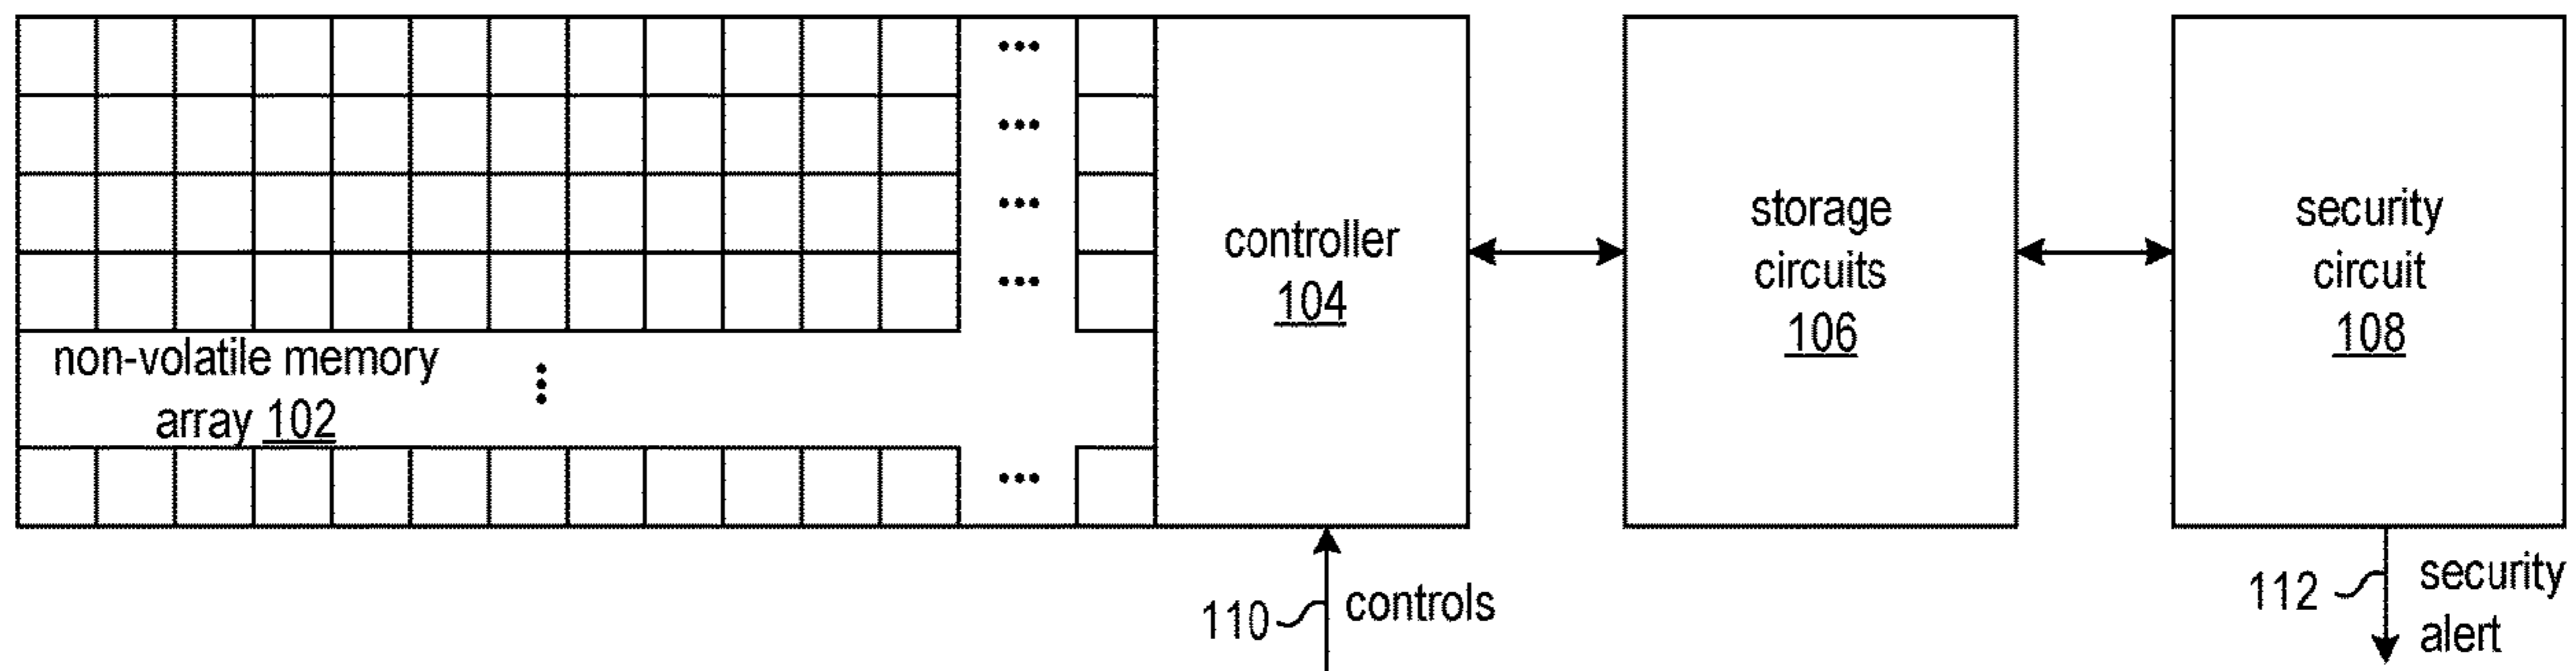 non-volatile memory
array 102
controller
104
storage
circuits
106
security
circuit
108
110
controls
112
security
alert